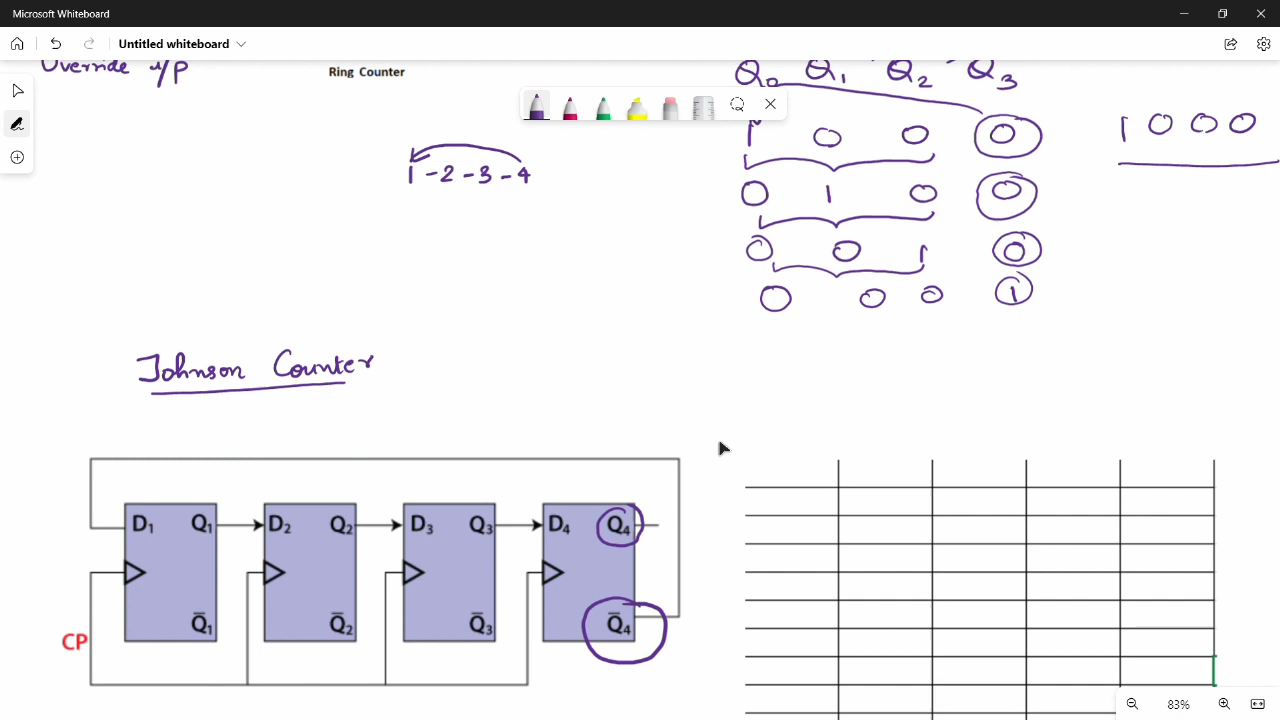 Microsoft Whiteboard
Untitled whiteboard
Override i/p
Ring Counter
Q0 Q1 Q2 Q3
1 0 0 0
1 0 0 0
1 - 2 - 3 - 4
0 1 0 0
0 0 1 0
0 0 0 1
Johnson Counter
D1 Q1 D2 Q2 D3 Q3 D4 Q4
Q̅1 Q̅2 Q̅3 Q̅4
CP
83%